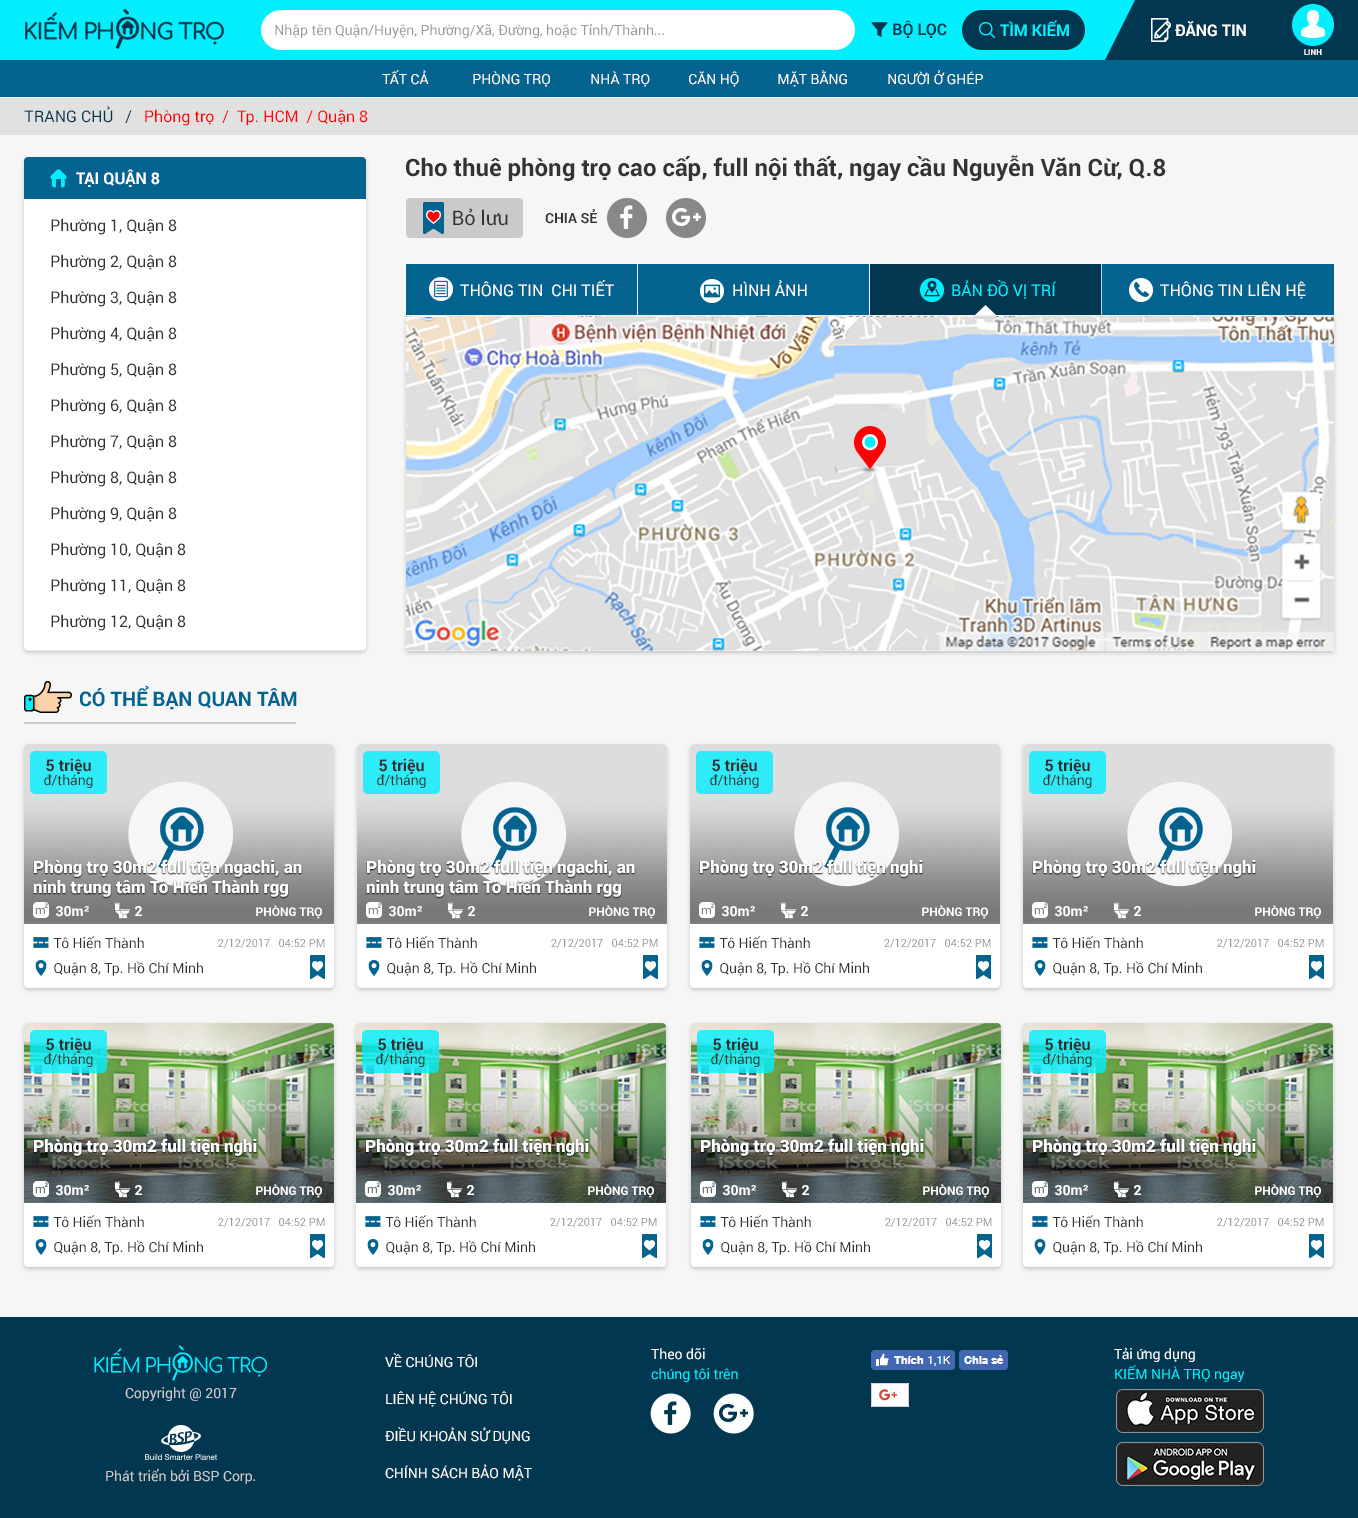 KIẾM PHÒNG TRỌ
Nhập tên Quận/Huyện, Phường/Xã, Đường, hoặc Tỉnh/Thành...
BỘ LỌC
TÌM KIẾM
ĐĂNG TIN
LINH
TẤT CẢ PHÒNG TRỌ NHÀ TRỌ CĂN HỘ MẶT BẰNG NGƯỜI Ở GHÉP
TRANG CHỦ / Phòng trọ / Tp. HCM / Quận 8
TẠI QUẬN 8
Phường 1, Quận 8
Phường 2, Quận 8
Phường 3, Quận 8
Phường 4, Quận 8
Phường 5, Quận 8
Phường 6, Quận 8
Phường 7, Quận 8
Phường 8, Quận 8
Phường 9, Quận 8
Phường 10, Quận 8
Phường 11, Quận 8
Phường 12, Quận 8
Cho thuê phòng trọ cao cấp, full nội thất, ngay cầu Nguyễn Văn Cừ, Q.8
Bỏ lưu
CHIA SẺ
THÔNG TIN CHI TIẾT
HÌNH ẢNH
BẢN ĐỒ VỊ TRÍ
THÔNG TIN LIÊN HỆ
Bệnh viện Bệnh Nhiệt đới
Chợ Hoà Bình
Trần Tuấn Khải
Võ Văn K
Tôn Thất Thuyết
Tôn Thất Thuy
kênh Tẻ
Trần Xuân Soạn
Hưng Phú
kênh Đôi
Phạm Thế Hiển
Hẻm 793 Trần Xuân Soạn
Kênh Đôi
Kênh Đôi
PHƯỜNG 3
PHƯỜNG 2
Hiển
Rạch Sán
Âu Dương
Đường D4
Khu Triển lãm
Tranh 3D Artinus
TÂN HƯNG
Google
Map data ©2017 Google Terms of Use Report a map error
CÓ THỂ BẠN QUAN TÂM
5 triệu
đ/tháng
Phòng trọ 30m2 full tiện ngachi, an
ninh trung tâm Tô Hiến Thành rgg
30m² 2 PHÒNG TRỌ
Tô Hiến Thành 2/12/2017 04:52 PM
Quận 8, Tp. Hồ Chí Minh
5 triệu
đ/tháng
Phòng trọ 30m2 full tiện ngachi, an
ninh trung tâm Tô Hiến Thành rgg
30m² 2 PHÒNG TRỌ
Tô Hiến Thành 2/12/2017 04:52 PM
Quận 8, Tp. Hồ Chí Minh
5 triệu
đ/tháng
Phòng trọ 30m2 full tiện nghi
30m² 2 PHÒNG TRỌ
Tô Hiến Thành 2/12/2017 04:52 PM
Quận 8, Tp. Hồ Chí Minh
5 triệu
đ/tháng
Phòng trọ 30m2 full tiện nghi
30m² 2 PHÒNG TRỌ
Tô Hiến Thành 2/12/2017 04:52 PM
Quận 8, Tp. Hồ Chí Minh
5 triệu
đ/tháng
iStock
Phòng trọ 30m2 full tiện nghi
30m² 2 PHÒNG TRỌ
Tô Hiến Thành 2/12/2017 04:52 PM
Quận 8, Tp. Hồ Chí Minh
5 triệu
đ/tháng
iStock
Phòng trọ 30m2 full tiện nghi
30m² 2 PHÒNG TRỌ
Tô Hiến Thành 2/12/2017 04:52 PM
Quận 8, Tp. Hồ Chí Minh
5 triệu
đ/tháng
iStock
Phòng trọ 30m2 full tiện nghi
30m² 2 PHÒNG TRỌ
Tô Hiến Thành 2/12/2017 04:52 PM
Quận 8, Tp. Hồ Chí Minh
5 triệu
đ/tháng
iStock
Phòng trọ 30m2 full tiện nghi
30m² 2 PHÒNG TRỌ
Tô Hiến Thành 2/12/2017 04:52 PM
Quận 8, Tp. Hồ Chí Minh
KIẾM PHÒNG TRỌ
Copyright @ 2017
BSP
Build Smarter Planet
Phát triển bởi BSP Corp.
VỀ CHÚNG TÔI
LIÊN HỆ CHÚNG TÔI
ĐIỀU KHOẢN SỬ DỤNG
CHÍNH SÁCH BẢO MẬT
Theo dõi
chúng tôi trên
Thích 1,1K Chia sẻ
G+
Tải ứng dụng
KIẾM NHÀ TRỌ ngay
DOWNLOAD ON THE
App Store
ANDROID APP ON
Google Play